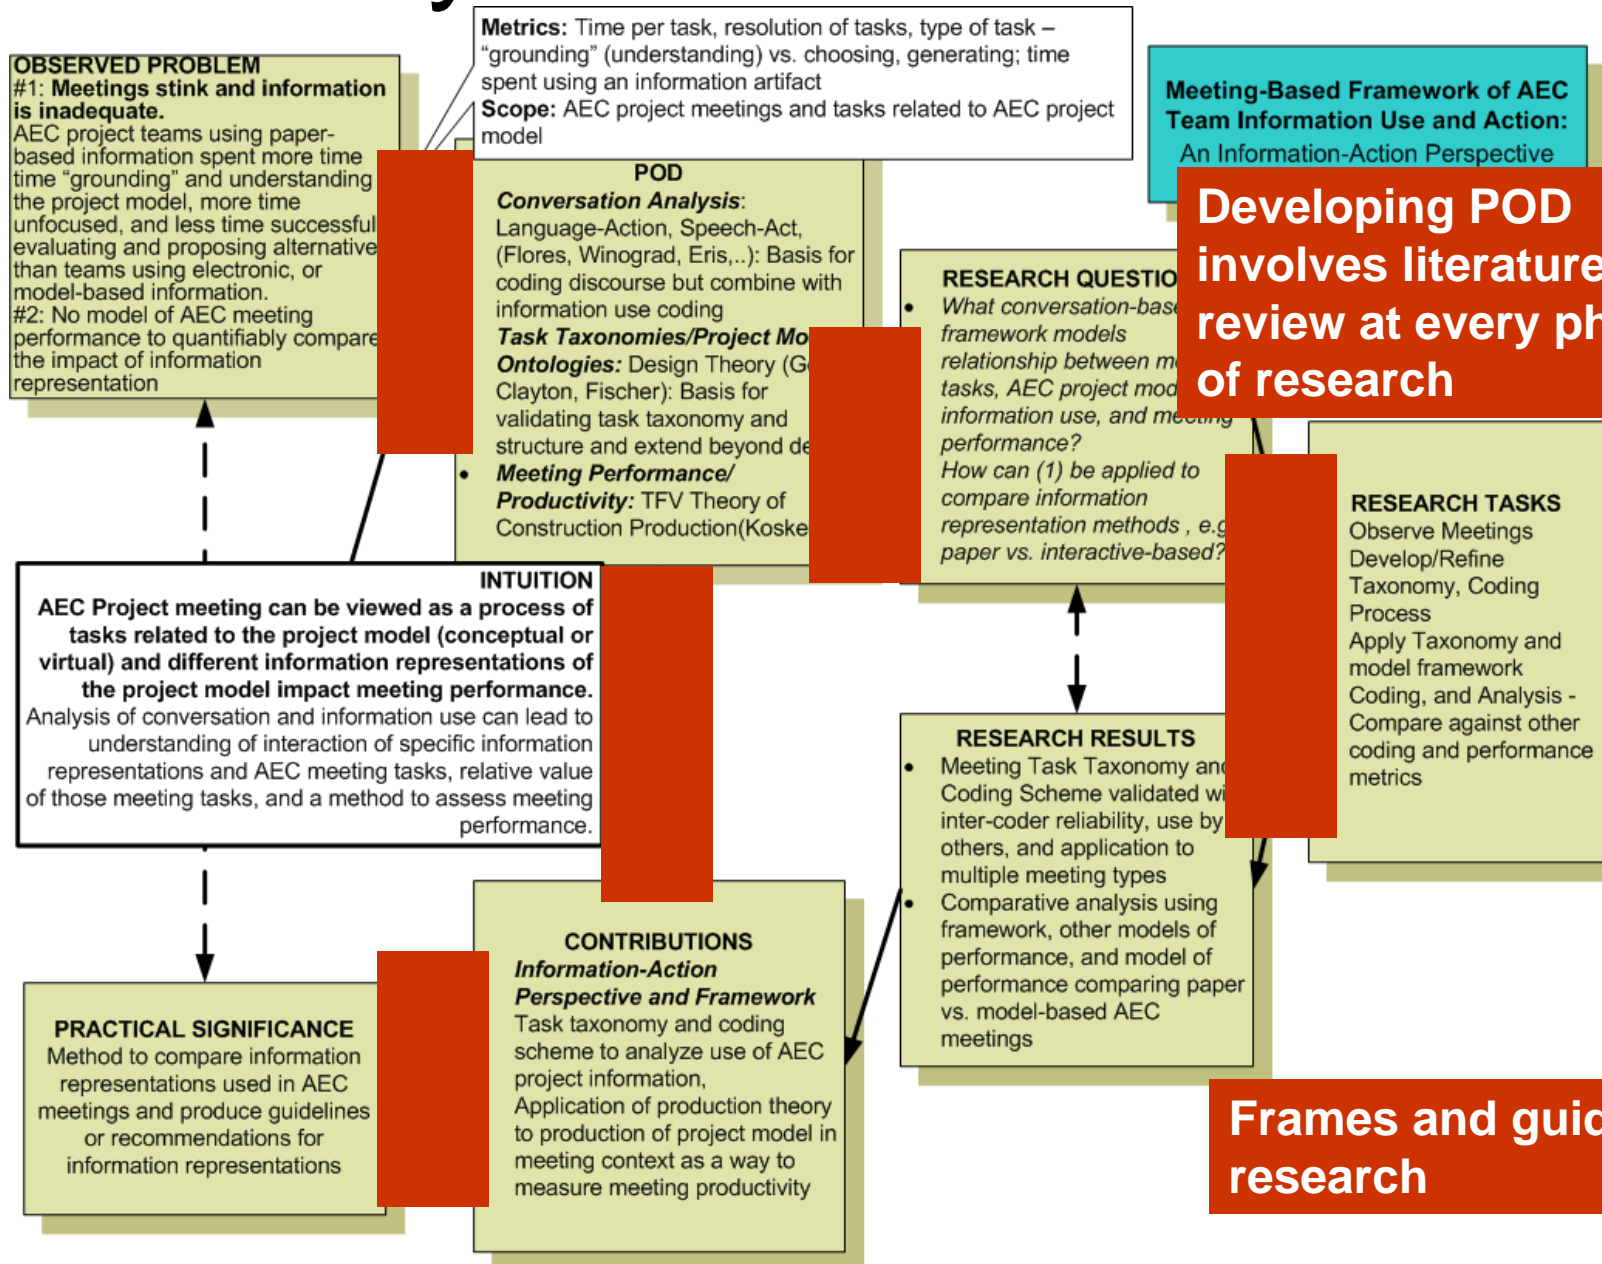 Metrics: Time per task, resolution of tasks, type of task –
“grounding” (understanding) vs. choosing, generating; time
spent using an information artifact
Scope: AEC project meetings and tasks related to AEC project
model
OBSERVED PROBLEM
#1: Meetings stink and information
is inadequate.
AEC project teams using paper-
based information spent more time
time “grounding” and understanding
the project model, more time
unfocused, and less time successful
evaluating and proposing alternative
than teams using electronic, or
model-based information.
#2: No model of AEC meeting
performance to quantifiably compare
the impact of information
representation
POD
Conversation Analysis:
Language-Action, Speech-Act,
(Flores, Winograd, Eris,..): Basis for
coding discourse but combine with
information use coding
Task Taxonomies/Project Mo
Ontologies: Design Theory (G
Clayton, Fischer): Basis for
validating task taxonomy and
structure and extend beyond de
• Meeting Performance/
Productivity: TFV Theory of
Construction Production(Koske
Meeting-Based Framework of AEC
Team Information Use and Action:
An Information-Action Perspective
Developing POD
involves literature
review at every ph
of research
RESEARCH QUESTIO
• What conversation-base
framework models
relationship between m
tasks, AEC project mod
information use, and meeting
performance?
How can (1) be applied to
compare information
representation methods , e.g
paper vs. interactive-based?
RESEARCH TASKS
Observe Meetings
Develop/Refine
Taxonomy, Coding
Process
Apply Taxonomy and
model framework
Coding, and Analysis -
Compare against other
coding and performance
metrics
INTUITION
AEC Project meeting can be viewed as a process of
tasks related to the project model (conceptual or
virtual) and different information representations of
the project model impact meeting performance.
Analysis of conversation and information use can lead to
understanding of interaction of specific information
representations and AEC meeting tasks, relative value
of those meeting tasks, and a method to assess meeting
performance.
RESEARCH RESULTS
• Meeting Task Taxonomy and
Coding Scheme validated wi
inter-coder reliability, use by
others, and application to
multiple meeting types
• Comparative analysis using
framework, other models of
performance, and model of
performance comparing paper
vs. model-based AEC
meetings
CONTRIBUTIONS
Information-Action
Perspective and Framework
Task taxonomy and coding
scheme to analyze use of AEC
project information,
Application of production theory
to production of project model in
meeting context as a way to
measure meeting productivity
PRACTICAL SIGNIFICANCE
Method to compare information
representations used in AEC
meetings and produce guidelines
or recommendations for
information representations
Frames and guid
research